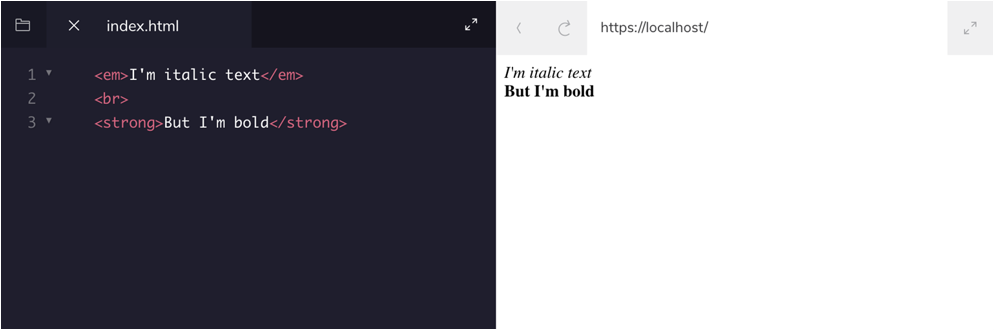 index.html
1 <em>I'm italic text</em>
2 <br>
3 <strong>But I'm bold</strong>
https://localhost/
I'm italic text
But I'm bold